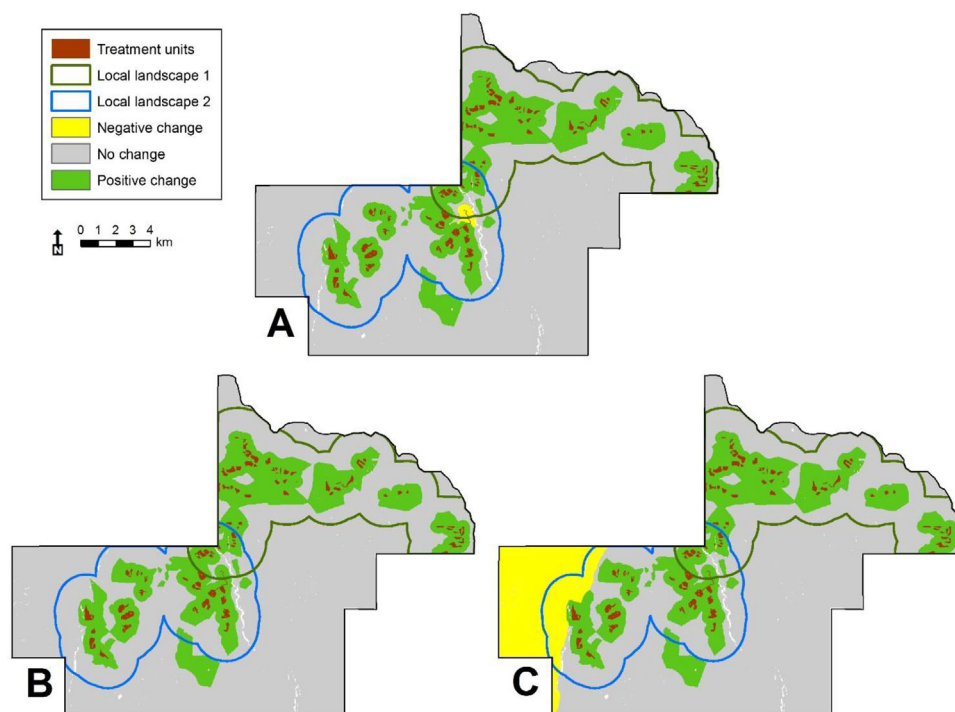 Treatment units
Local landscape 1
Local landscape 2
Negative change
No change
Positive change
N
0 1 2 3 4
km
A
B
C